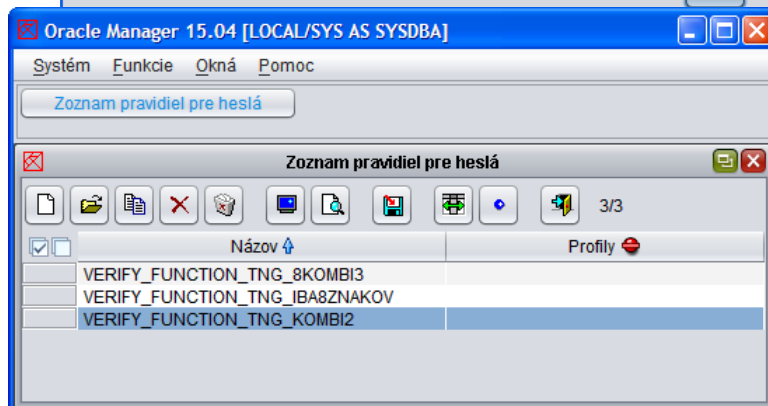 Oracle Manager 15.04 [LOCAL/SYS AS SYSDBA]
Systém Funkcie Okná Pomoc
Zoznam pravidiel pre heslá
Zoznam pravidiel pre heslá
3/3
Názov Profily
VERIFY_FUNCTION_TNG_8KOMBI3
VERIFY_FUNCTION_TNG_IBA8ZNAKOV
VERIFY_FUNCTION_TNG_KOMBI2